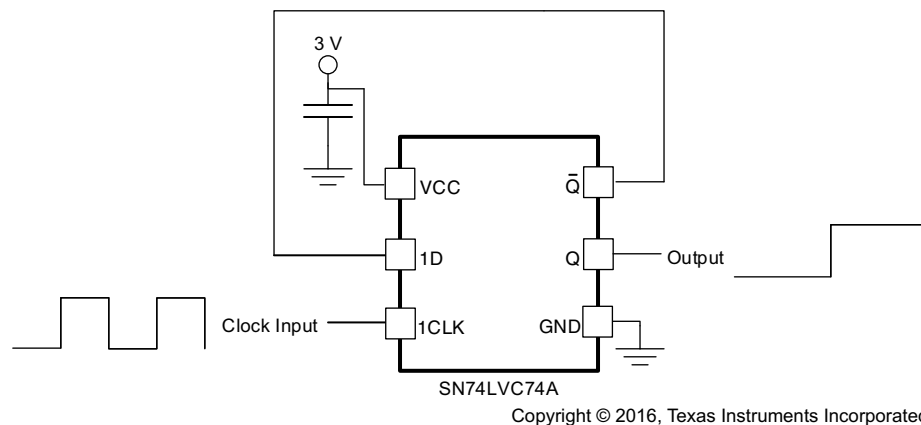 3 V
VCC
Q̄
1D
Q
Output
Clock Input
1CLK
GND
SN74LVC74A
Copyright © 2016, Texas Instruments Incorporated